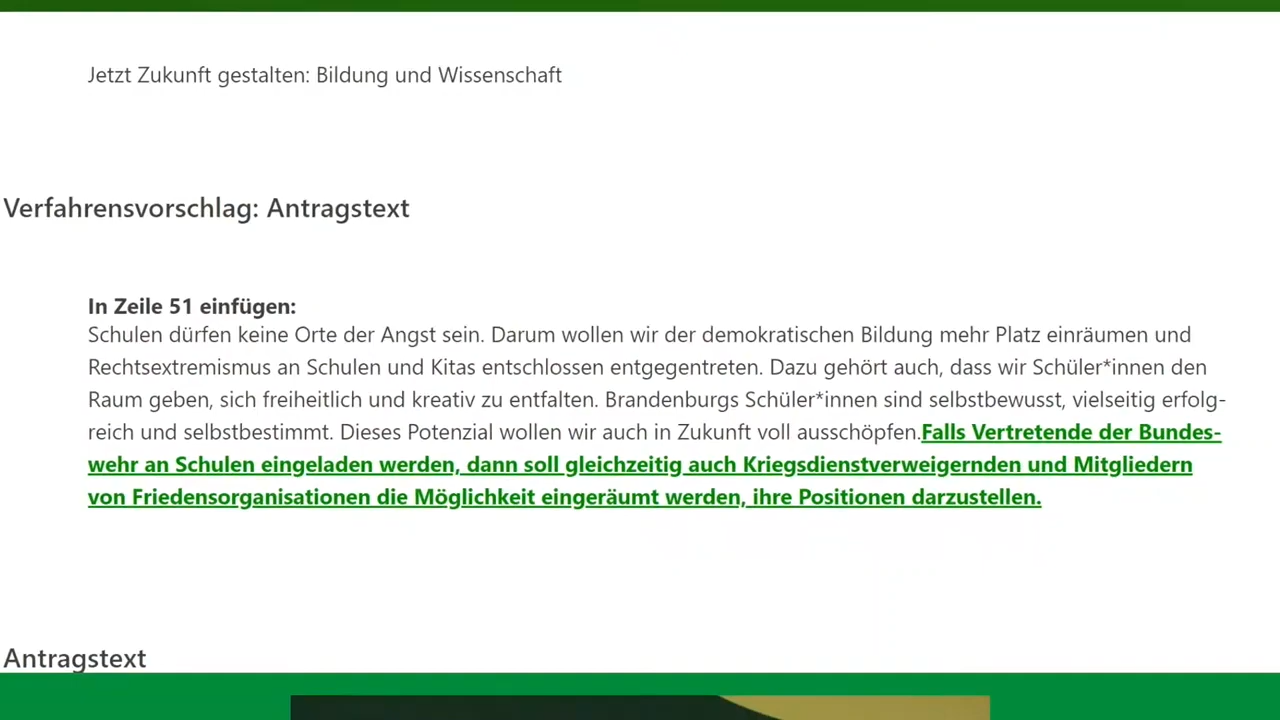 Jetzt Zukunft gestalten: Bildung und Wissenschaft
Verfahrensvorschlag: Antragstext
In Zeile 51 einfügen:
Schulen dürfen keine Orte der Angst sein. Darum wollen wir der demokratischen Bildung mehr Platz einräumen und
Rechtsextremismus an Schulen und Kitas entschlossen entgegentreten. Dazu gehört auch, dass wir Schüler*innen den
Raum geben, sich freiheitlich und kreativ zu entfalten. Brandenburgs Schüler*innen sind selbstbewusst, vielseitig erfolg-
reich und selbstbestimmt. Dieses Potenzial wollen wir auch in Zukunft voll ausschöpfen.Falls Vertretende der Bundes-
wehr an Schulen eingeladen werden, dann soll gleichzeitig auch Kriegsdienstverweigernden und Mitgliedern
von Friedensorganisationen die Möglichkeit eingeräumt werden, ihre Positionen darzustellen.
Antragstext